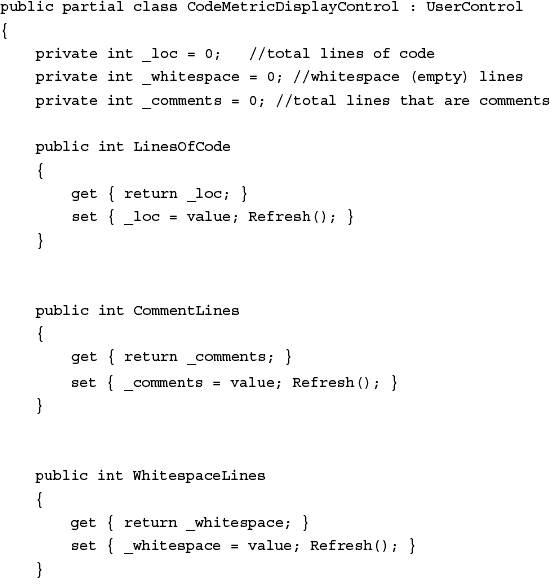 public partial class CodeMetricDisplayControl : UserControl
{
    private int _loc = 0;   //total lines of code
    private int _whitespace = 0; //whitespace (empty) lines
    private int _comments = 0; //total lines that are comments

    public int LinesOfCode
    {
        get { return _loc; }
        set { _loc = value; Refresh(); }
    }

    public int CommentLines
    {
        get { return _comments; }
        set { _comments = value; Refresh(); }
    }

    public int WhitespaceLines
    {
        get { return _whitespace; }
        set { _whitespace = value; Refresh(); }
    }